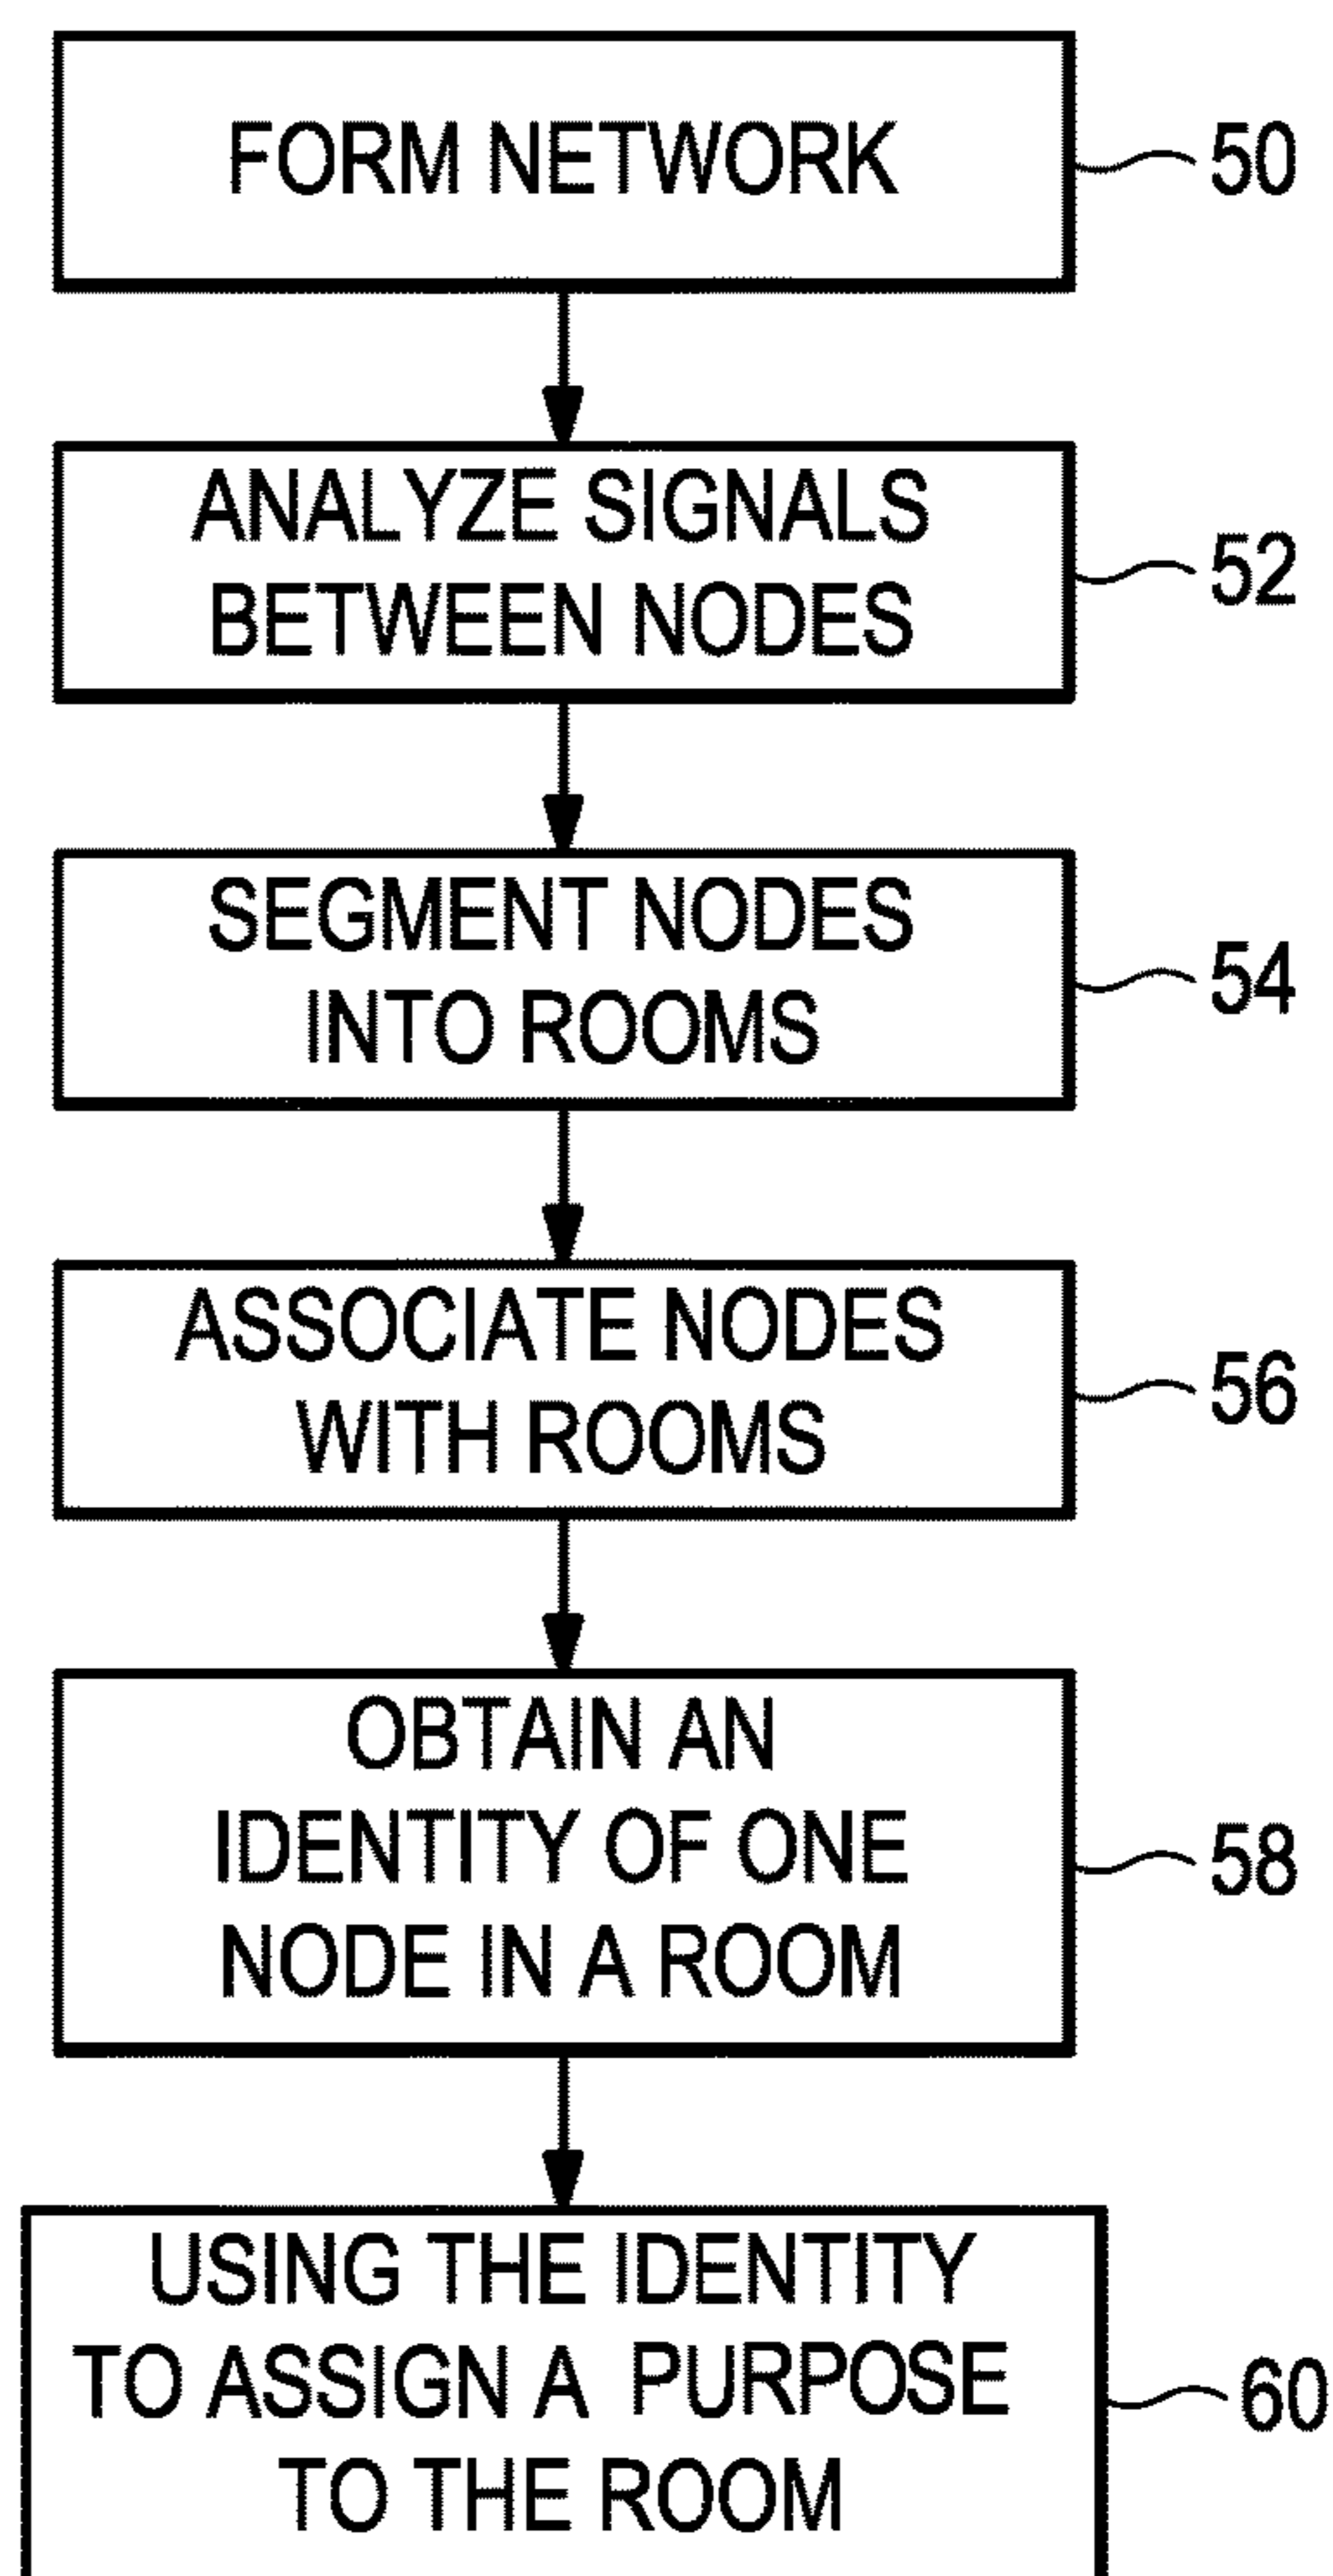 FORM NETWORK
50
ANALYZE SIGNALS
BETWEEN NODES
52
SEGMENT NODES
INTO ROOMS
54
ASSOCIATE NODES
WITH ROOMS
56
OBTAIN AN
IDENTITY OF ONE
NODE IN A ROOM
58
USING THE IDENTITY
TO ASSIGN A PURPOSE
TO THE ROOM
60